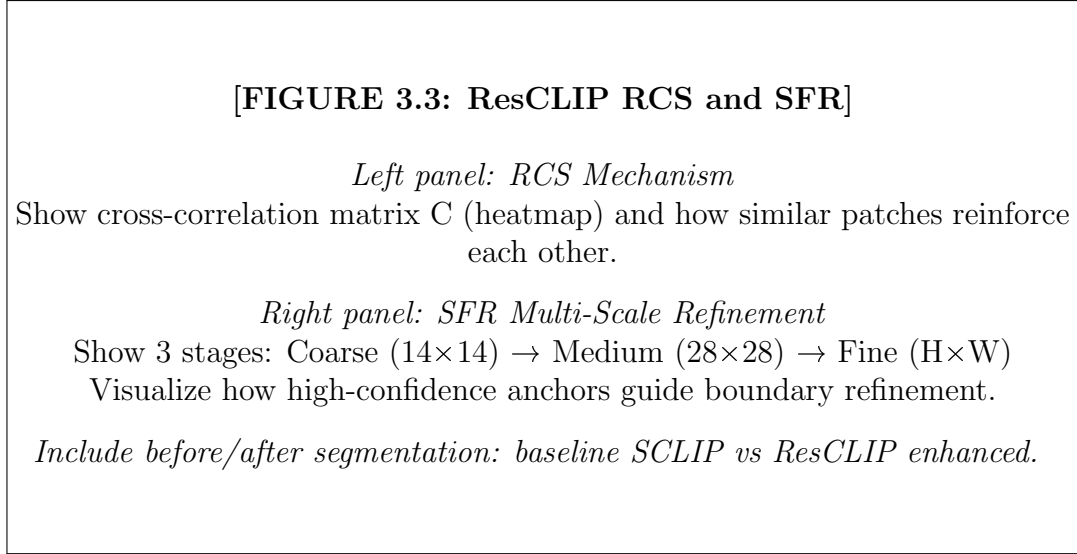 [FIGURE 3.3: ResCLIP RCS and SFR]
Left panel: RCS Mechanism
Show cross-correlation matrix C (heatmap) and how similar patches reinforce
each other.
Right panel: SFR Multi-Scale Refinement
Show 3 stages: Coarse (14×14) → Medium (28×28) → Fine (H×W)
Visualize how high-confidence anchors guide boundary refinement.
Include before/after segmentation: baseline SCLIP vs ResCLIP enhanced.